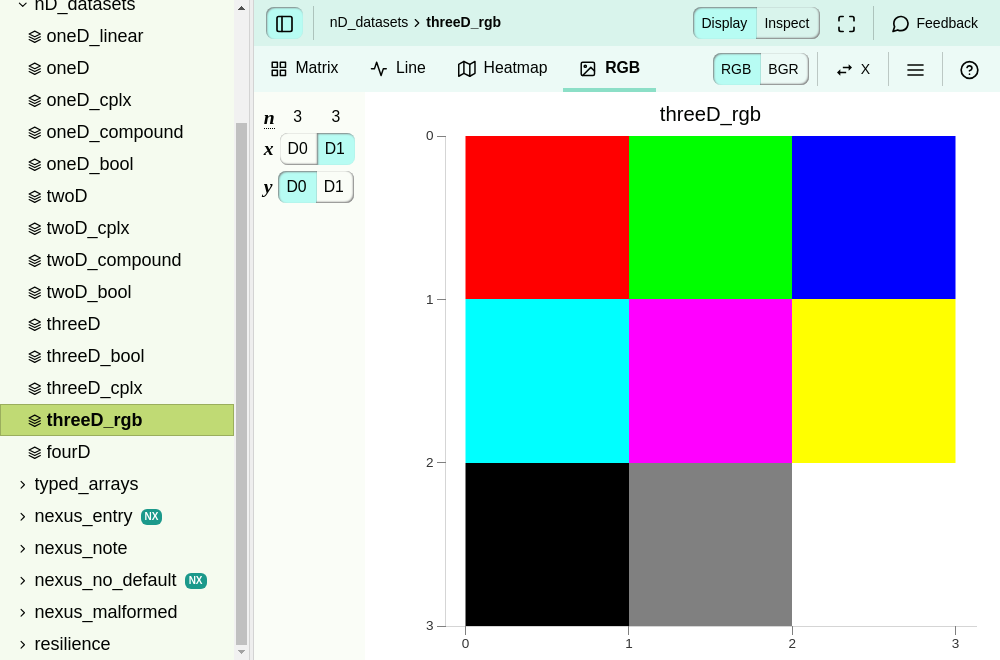 nD_datasets
oneD_linear
oneD
oneD_cplx
oneD_compound
oneD_bool
twoD
twoD_cplx
twoD_compound
twoD_bool
threeD
threeD_bool
threeD_cplx
threeD_rgb
fourD
typed_arrays
nexus_entry NX
nexus_note
nexus_no_default NX
nexus_malformed
resilience
nD_datasets › threeD_rgb
Display Inspect
Feedback
Matrix Line Heatmap RGB
RGB BGR
X
n 3 3
x D0 D1
y D0 D1
threeD_rgb
0
1
2
3
0 1 2 3